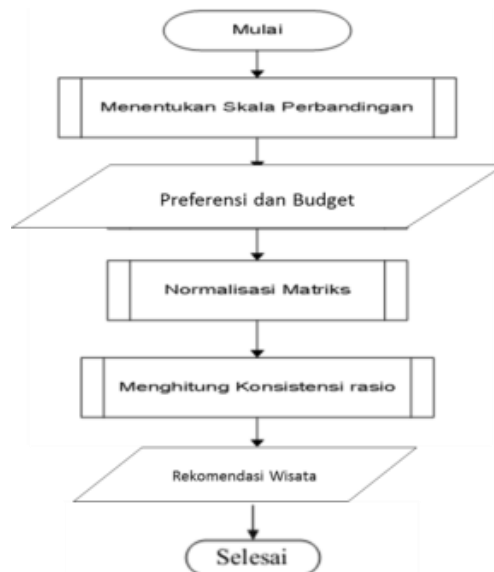 Mulai
Menentukan Skala Perbandingan
Preferensi dan Budget
Normalisasi Matriks
Menghitung Konsistensi rasio
Rekomendasi Wisata
Selesai